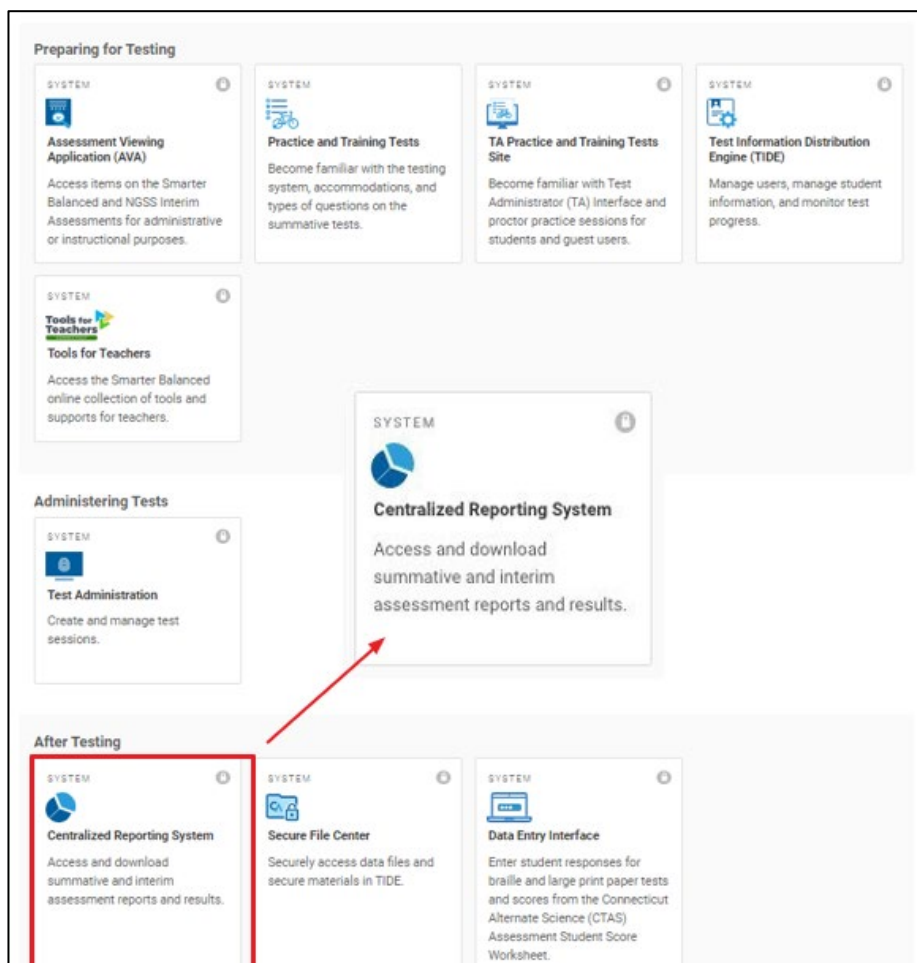 Preparing for Testing
SYSTEM
Assessment Viewing
Application (AVA)
Access items on the Smarter
Balanced and NGSS Interim
Assessments for administrative
or instructional purposes.
SYSTEM
Practice and Training Tests
Become familiar with the testing
system, accommodations, and
types of questions on the
summative tests.
SYSTEM
TA Practice and Training Tests
Site
Become familiar with Test
Administrator (TA) Interface and
proctor practice sessions for
students and guest users.
SYSTEM
Test Information Distribution
Engine (TIDE)
Manage users, manage student
information, and monitor test
progress.
SYSTEM
Tools for
Teachers
Tools for Teachers
Access the Smarter Balanced
online collection of tools and
supports for teachers.
SYSTEM
Centralized Reporting System
Access and download
summative and interim
assessment reports and results.
Administering Tests
SYSTEM
Test Administration
Create and manage test
sessions.
After Testing
SYSTEM
Centralized Reporting System
Access and download
summative and interim
assessment reports and results.
SYSTEM
Secure File Center
Securely access data files and
secure materials in TIDE.
SYSTEM
Data Entry Interface
Enter student responses for
braille and large print paper tests
and scores from the Connecticut
Alternate Science (CTAS)
Assessment Student Score
Worksheet.